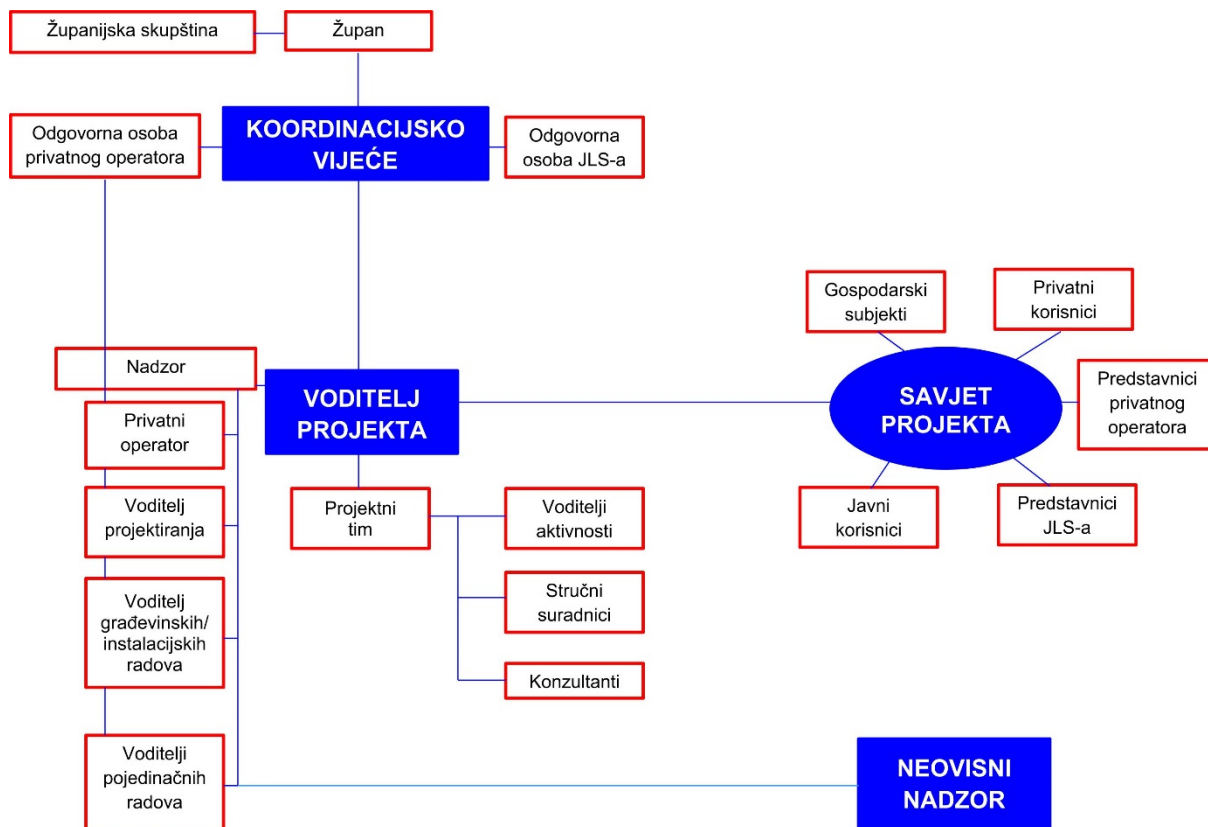 Županijska skupština
Župan
Odgovorna osoba
privatnog operatora
KOORDINACIJSKO
VIJEĆE
Odgovorna
osoba JLS-a
Gospodarski
subjekti
Privatni
korisnici
Nadzor
VODITELJ
PROJEKTA
SAVJET
PROJEKTA
Predstavnici
privatnog
operatora
Privatni
operator
Voditelj
projektiranja
Projektni
tim
Voditelji
aktivnosti
Javni
korisnici
Predstavnici
JLS-a
Voditelj
građevinskih/
instalacijskih
radova
Stručni
suradnici
Konzultanti
Voditelji
pojedinačnih
radova
NEOVISNI
NADZOR